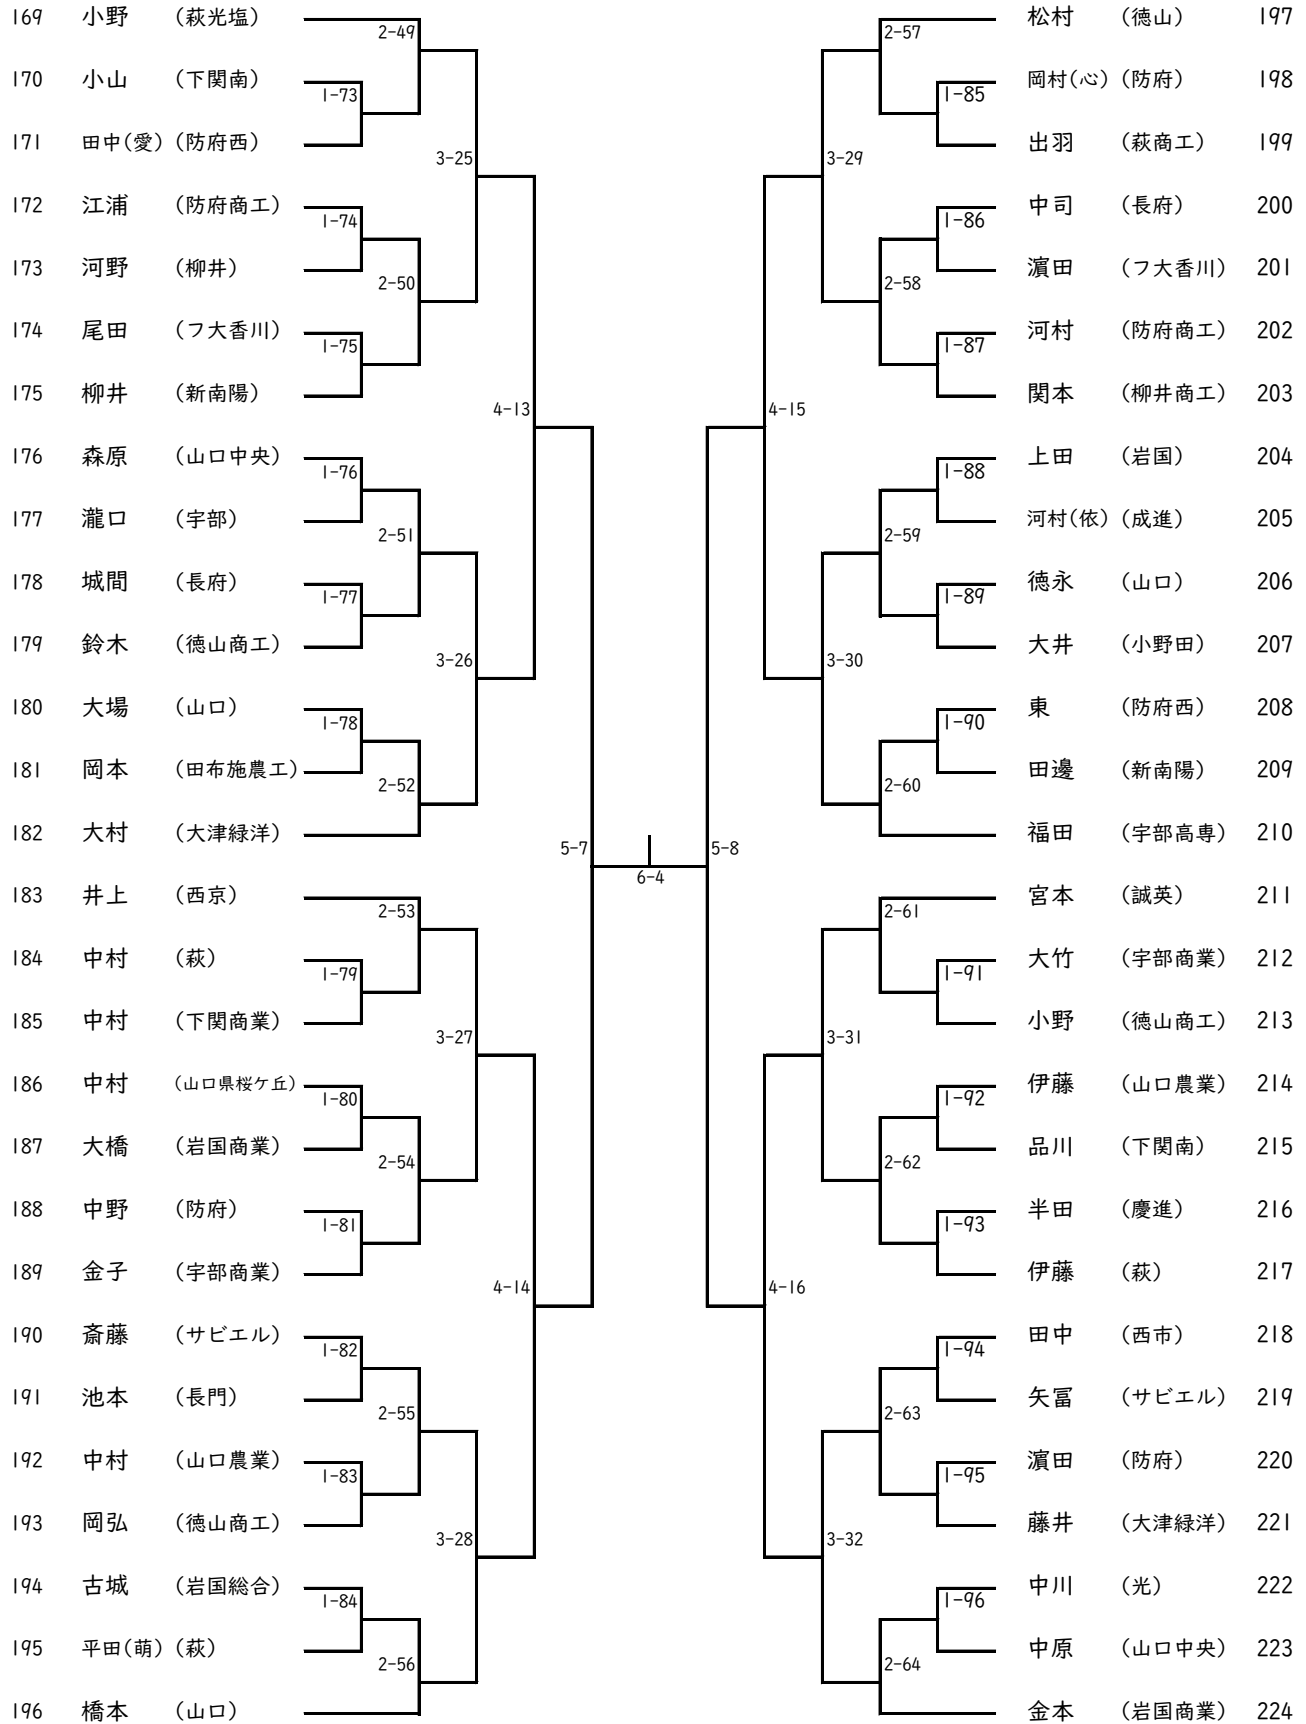 169 小野 (萩光塩)
2-49
170 小山 (下関南)
1-73
171 田中(愛) (防府西)
3-25
172 江浦 (防府商工)
1-74
173 河野 (柳井)
2-50
174 尾田 (フ大香川)
1-75
175 柳井 (新南陽)
4-13
176 森原 (山口中央)
1-76
177 瀧口 (宇部)
2-51
178 城間 (長府)
1-77
179 鈴木 (徳山商工)
3-26
180 大場 (山口)
1-78
181 岡本 (田布施農工)
2-52
182 大村 (大津緑洋)
5-7
183 井上 (西京)
2-53
184 中村 (萩)
1-79
185 中村 (下関商業)
3-27
186 中村 (山口県桜ケ丘)
1-80
187 大橋 (岩国商業)
2-54
188 中野 (防府)
1-81
189 金子 (宇部商業)
4-14
190 斎藤 (サビエル)
1-82
191 池本 (長門)
2-55
192 中村 (山口農業)
1-83
193 岡弘 (徳山商工)
3-28
194 古城 (岩国総合)
1-84
195 平田(萌) (萩)
2-56
196 橋本 (山口)
6-4
松村 (徳山) 197
2-57
岡村(心) (防府) 198
1-85
出羽 (萩商工) 199
3-29
中司 (長府) 200
1-86
濵田 (フ大香川) 201
2-58
河村 (防府商工) 202
1-87
関本 (柳井商工) 203
4-15
上田 (岩国) 204
1-88
河村(依) (成進) 205
2-59
徳永 (山口) 206
1-89
大井 (小野田) 207
3-30
東 (防府西) 208
1-90
田邊 (新南陽) 209
2-60
福田 (宇部高専) 210
5-8
宮本 (誠英) 211
2-61
大竹 (宇部商業) 212
1-91
小野 (徳山商工) 213
3-31
伊藤 (山口農業) 214
1-92
品川 (下関南) 215
2-62
半田 (慶進) 216
1-93
伊藤 (萩) 217
4-16
田中 (西市) 218
1-94
矢冨 (サビエル) 219
2-63
濵田 (防府) 220
1-95
藤井 (大津緑洋) 221
3-32
中川 (光) 222
1-96
中原 (山口中央) 223
2-64
金本 (岩国商業) 224